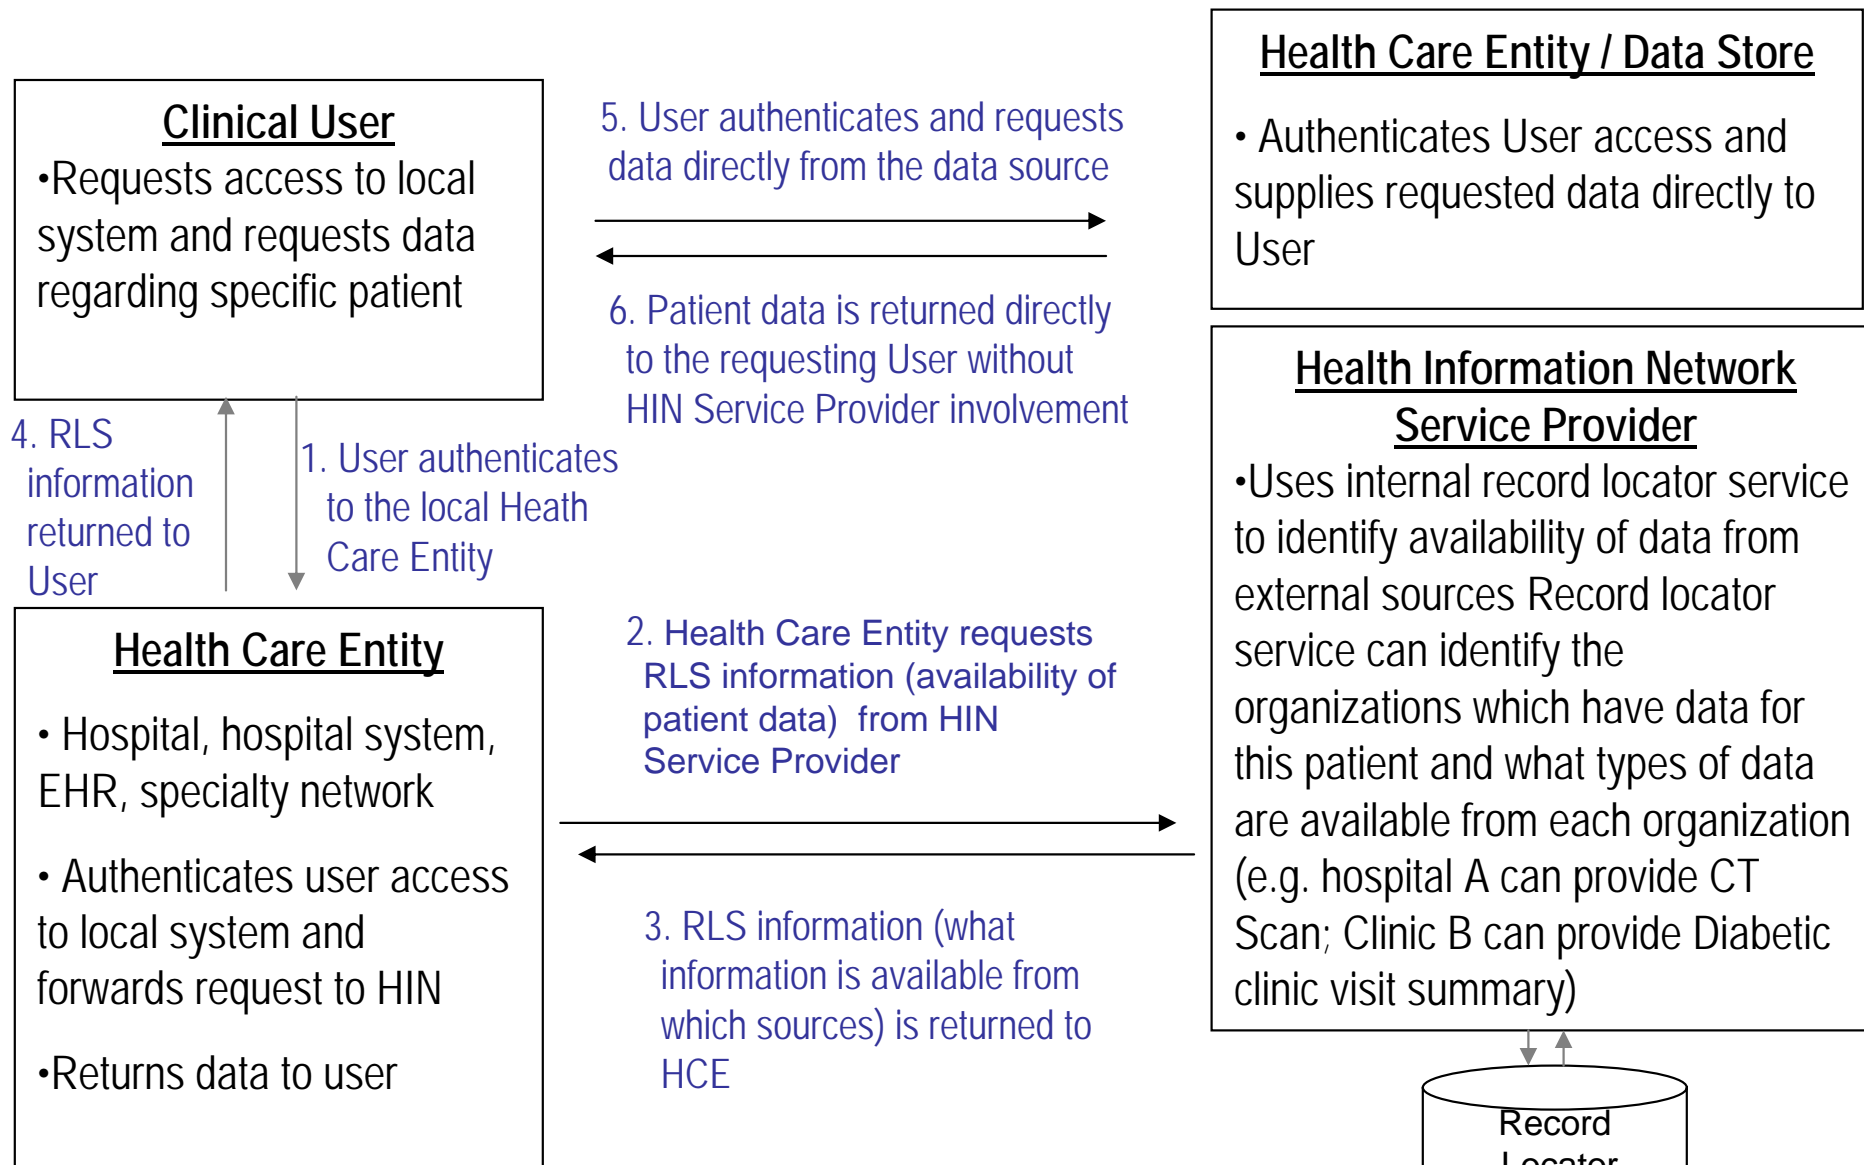 Clinical User
•Requests access to local
system and requests data
regarding specific patient
5. User authenticates and requests
data directly from the data source
6. Patient data is returned directly
to the requesting User without
HIN Service Provider involvement
Health Care Entity / Data Store
• Authenticates User access and
supplies requested data directly to
User
4. RLS
information
returned to
User
1. User authenticates
to the local Heath
Care Entity
Health Care Entity
• Hospital, hospital system,
EHR, specialty network
• Authenticates user access
to local system and
forwards request to HIN
•Returns data to user
2. Health Care Entity requests
RLS information (availability of
patient data) from HIN
Service Provider
3. RLS information (what
information is available from
which sources) is returned to
HCE
Health Information Network
Service Provider
•Uses internal record locator service
to identify availability of data from
external sources Record locator
service can identify the
organizations which have data for
this patient and what types of data
are available from each organization
(e.g. hospital A can provide CT
Scan; Clinic B can provide Diabetic
clinic visit summary)
Record
Locator